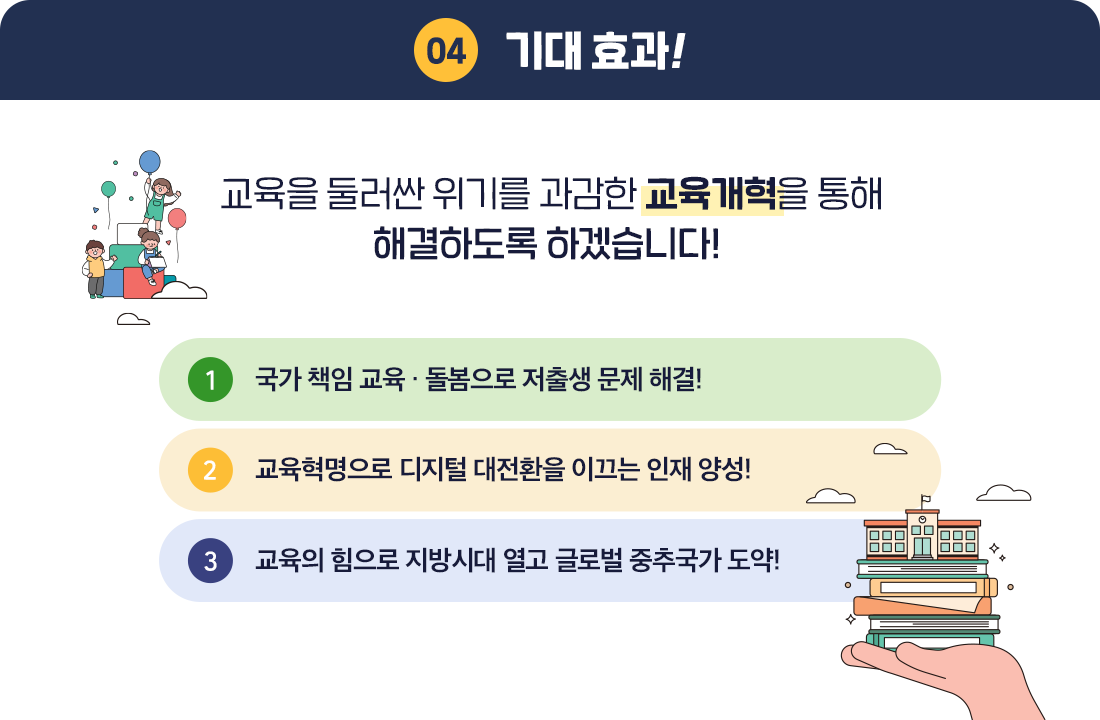 04 기대 효과!
교육을 둘러싼 위기를 과감한 교육개혁을 통해
해결하도록 하겠습니다!
1 국가 책임 교육 · 돌봄으로 저출생 문제 해결!
2 교육혁명으로 디지털 대전환을 이끄는 인재 양성!
3 교육의 힘으로 지방시대 열고 글로벌 중추국가 도약!